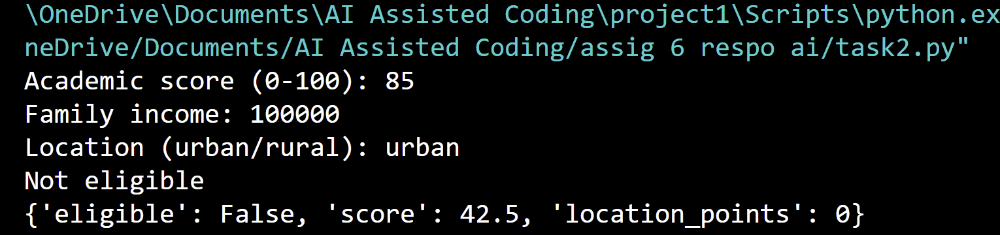 \OneDrive\Documents\AI Assisted Coding\project1\Scripts\python.ex
neDrive/Documents/AI Assisted Coding/assig 6 respo ai/task2.py"
Academic score (0-100): 85
Family income: 100000
Location (urban/rural): urban
Not eligible
{'eligible': False, 'score': 42.5, 'location_points': 0}